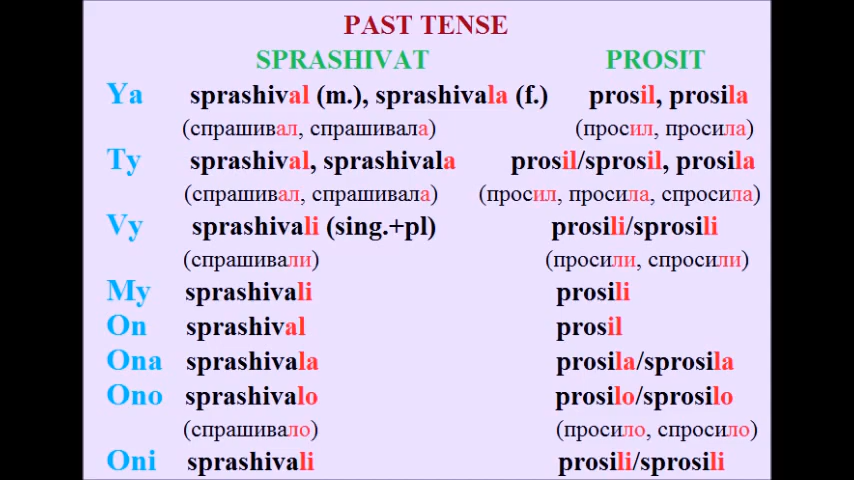 PAST TENSE
SPRASHIVAT PROSIT
Ya sprashival (m.), sprashivala (f.) prosil, prosila
(спрашивал, спрашивала) (просил, просила)
Ty sprashival, sprashivala prosil/sprosil, prosila
(спрашивал, спрашивала) (просил, просила, спросила)
Vy sprashivali (sing.+pl) prosili/sprosili
(спрашивали) (просили, спросили)
My sprashivali prosili
On sprashival prosil
Ona sprashivala prosila/sprosila
Ono sprashivalo prosilo/sprosilo
(спрашивало) (просило, спросило)
Oni sprashivali prosili/sprosili